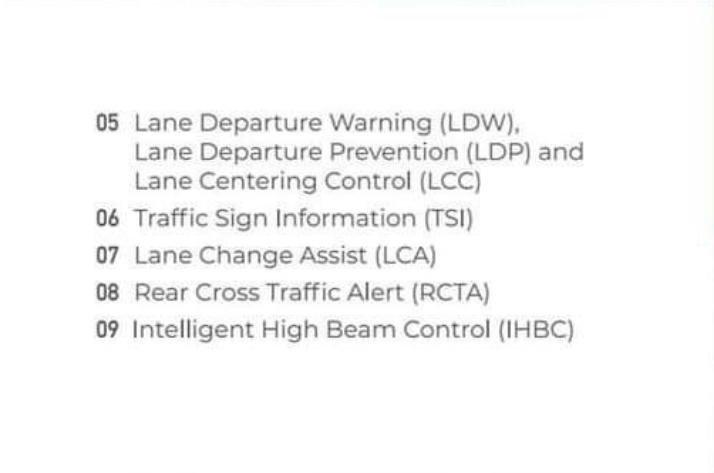 05 Lane Departure Warning (LDW),
Lane Departure Prevention (LDP) and
Lane Centering Control (LCC)
06 Traffic Sign Information (TSI)
07 Lane Change Assist (LCA)
08 Rear Cross Traffic Alert (RCTA)
09 Intelligent High Beam Control (IHBC)